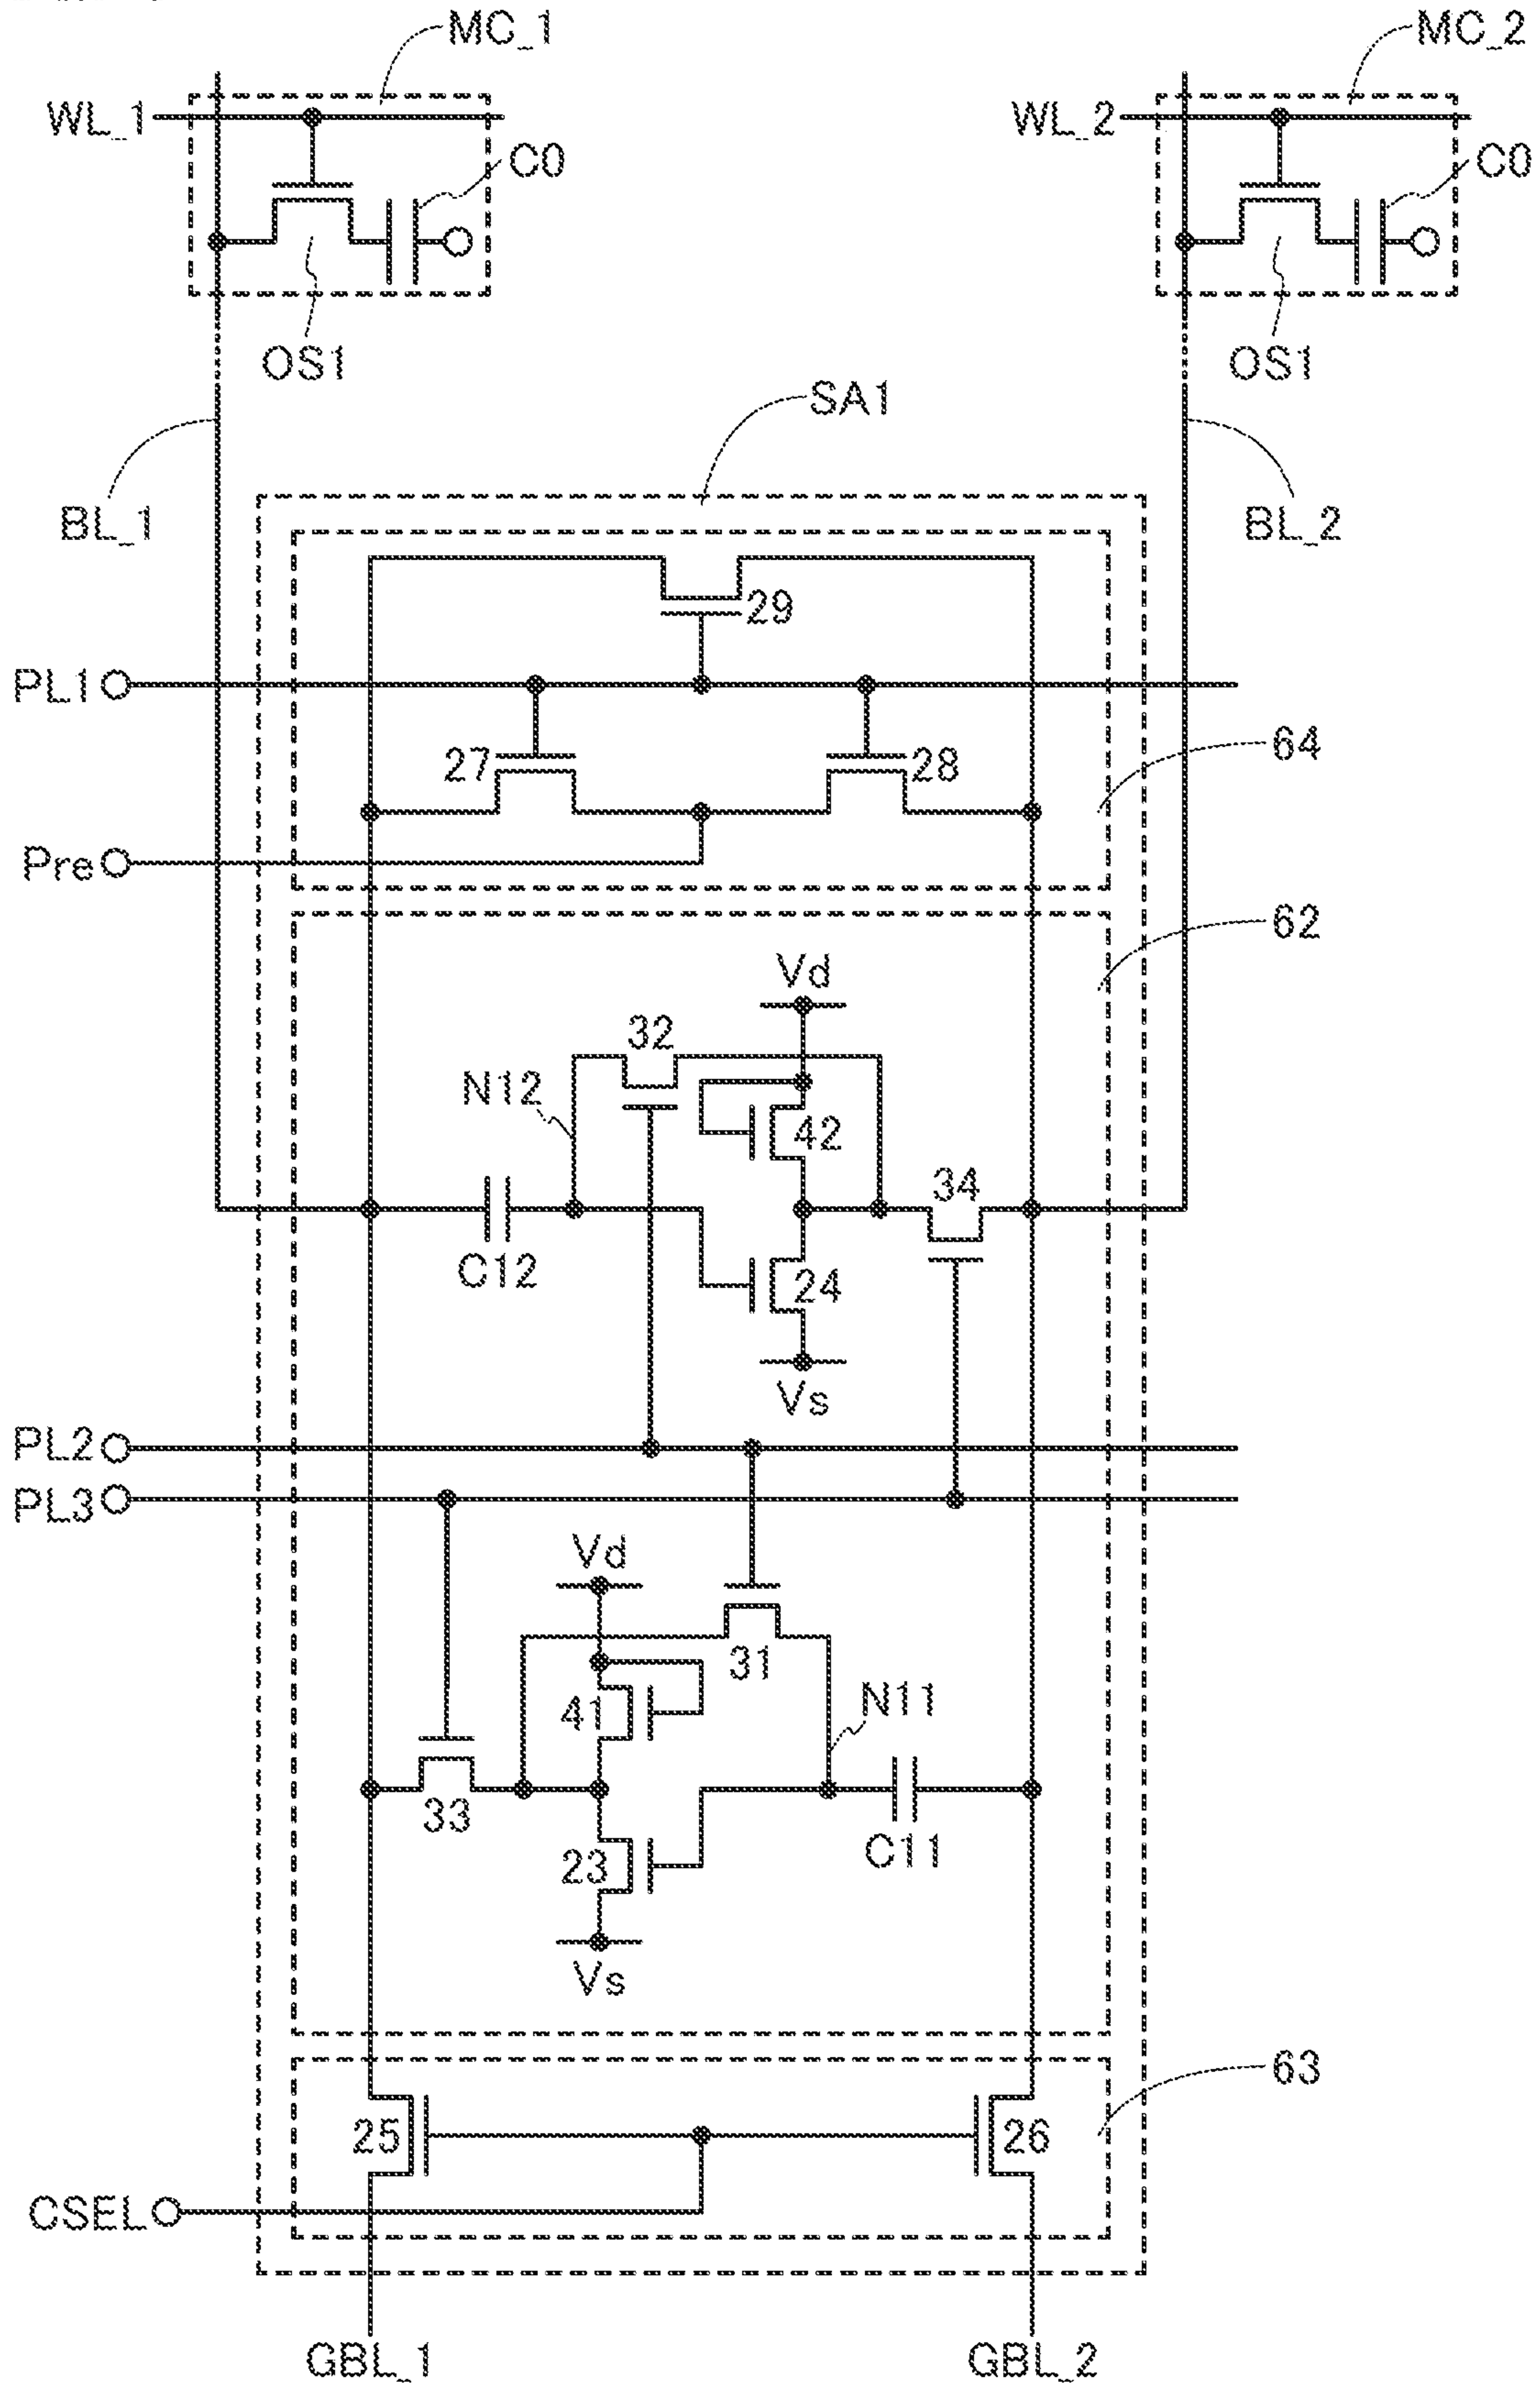 MC_1
MC_2
WL_1
WL_2
C0
C0
OS1
OS1
SA1
BL_1
BL_2
29
PL1
27
28
64
Pre
62
Vd
32
N12
42
34
C12
24
Vs
PL2
PL3
Vd
31
41
N11
33
23
C11
Vs
63
25
26
CSEL
GBL_1
GBL_2